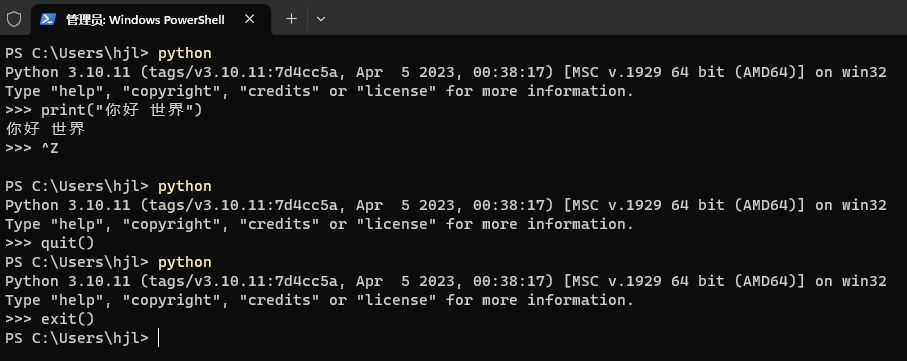 管理员: Windows PowerShell
PS C:\Users\hjl> python
Python 3.10.11 (tags/v3.10.11:7d4cc5a, Apr  5 2023, 00:38:17) [MSC v.1929 64 bit (AMD64)] on win32
Type "help", "copyright", "credits" or "license" for more information.
>>> print("你好 世界")
你好 世界
>>> ^Z
PS C:\Users\hjl> python
Python 3.10.11 (tags/v3.10.11:7d4cc5a, Apr  5 2023, 00:38:17) [MSC v.1929 64 bit (AMD64)] on win32
Type "help", "copyright", "credits" or "license" for more information.
>>> quit()
PS C:\Users\hjl> python
Python 3.10.11 (tags/v3.10.11:7d4cc5a, Apr  5 2023, 00:38:17) [MSC v.1929 64 bit (AMD64)] on win32
Type "help", "copyright", "credits" or "license" for more information.
>>> exit()
PS C:\Users\hjl>